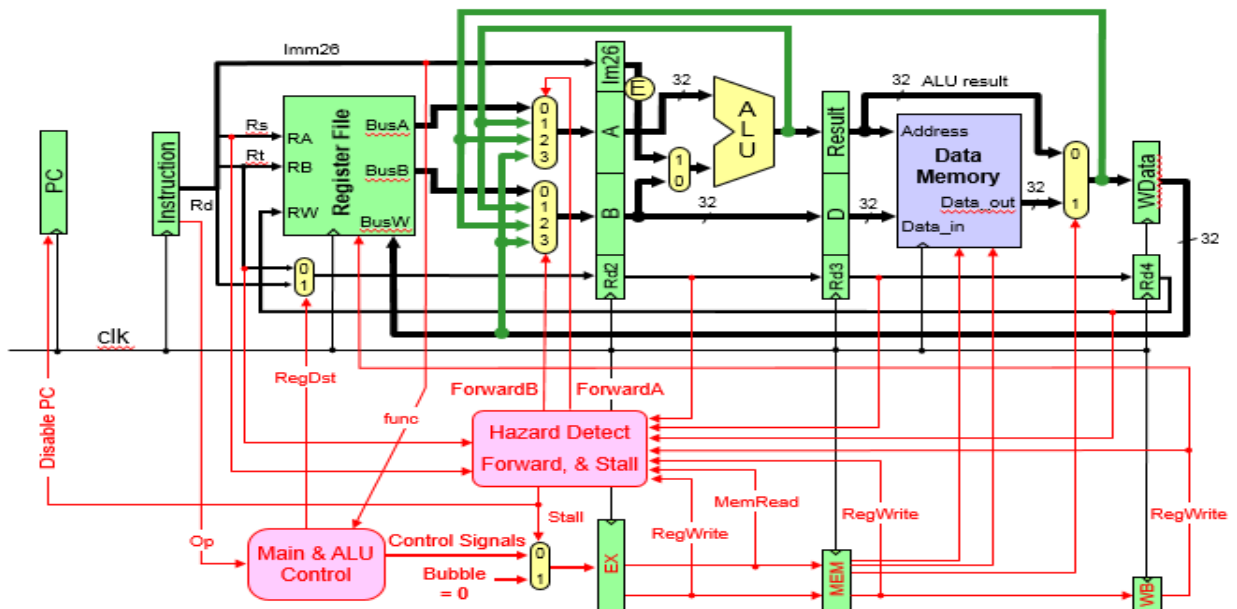 Imm26
Im26
32
E
ALU
32
ALU result
Rs
RA
Rt
RB
Rd
RW
Register File
BusA
BusB
BusW
0
1
2
3
0
1
2
3
A
B
1
0
32
Result
D
32
Address
Data
Memory
Data_out
Data_in
32
0
1
WData
32
PC
Instruction
0
1
Rd2
Rd3
Rd4
clk
RegDst
ForwardB
ForwardA
func
Disable PC
Hazard Detect
Forward, & Stall
Stall
MemRead
RegWrite
RegWrite
RegWrite
Op
Main & ALU
Control
Control Signals
Bubble
= 0
0
1
EX
MEM
WB